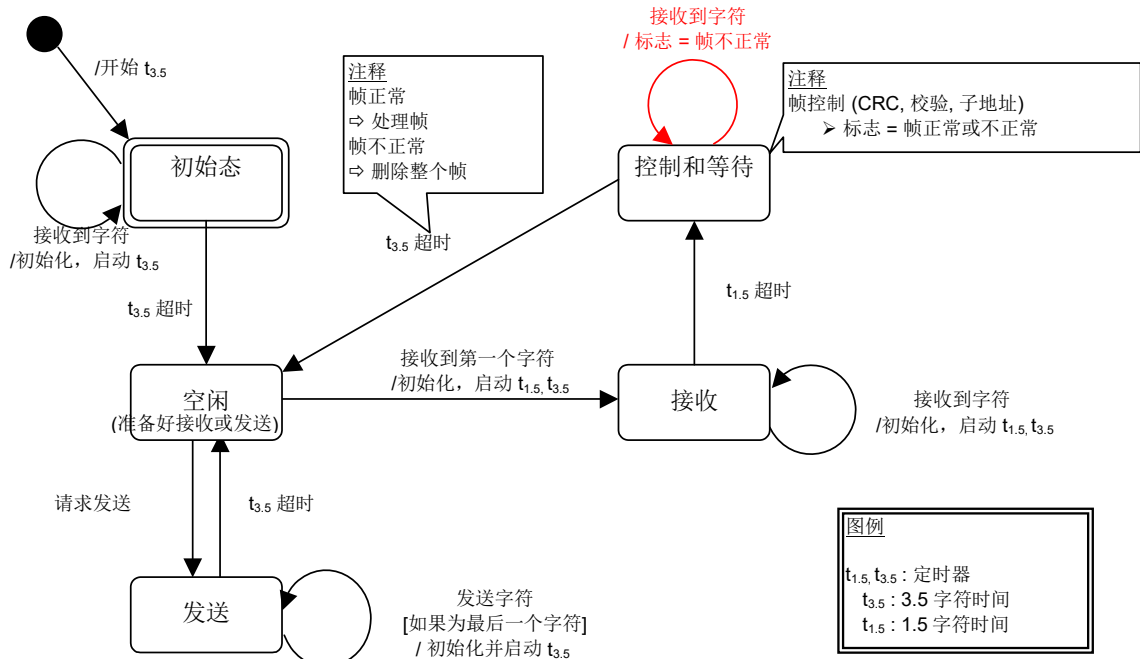 接收到字符
/ 标志 = 帧不正常
/开始 t3.5
注释
帧正常
⇨ 处理帧
帧不正常
⇨ 删除整个帧
注释
帧控制 (CRC, 校验, 子地址)
➢ 标志 = 帧正常或不正常
初始态
控制和等待
接收到字符
/初始化，启动 t3.5
t3.5 超时
t3.5 超时
t1.5 超时
接收到第一个字符
/初始化，启动 t1.5, t3.5
空闲
(准备好接收或发送)
接收
接收到字符
/初始化，启动 t1.5, t3.5
请求发送
t3.5 超时
发送
发送字符
[如果为最后一个字符]
/ 初始化并启动 t3.5
图例
t1.5, t3.5 : 定时器
t3.5 : 3.5 字符时间
t1.5 : 1.5 字符时间